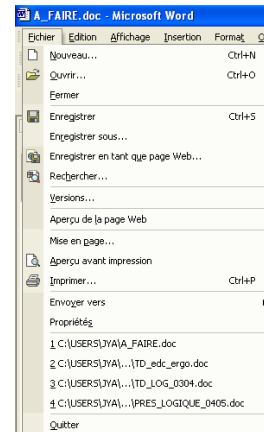 A_FAIRE.doc - Microsoft Word
Fichier Edition Affichage Insertion Format O
Nouveau... Ctrl+N
Ouvrir... Ctrl+O
Fermer
Enregistrer Ctrl+S
Enregistrer sous...
Enregistrer en tant que page Web...
Rechercher...
Versions...
Aperçu de la page Web
Mise en page...
Aperçu avant impression
Imprimer... Ctrl+P
Envoyer vers
Propriétés
1 C:\USERS\JYA\A_FAIRE.doc
2 C:\USERS\JYA\...\TD_edc_ergo.doc
3 C:\USERS\JYA\...\TD_LOG_0304.doc
4 C:\USERS\JYA\...\PRES_LOGIQUE_0405.doc
Quitter